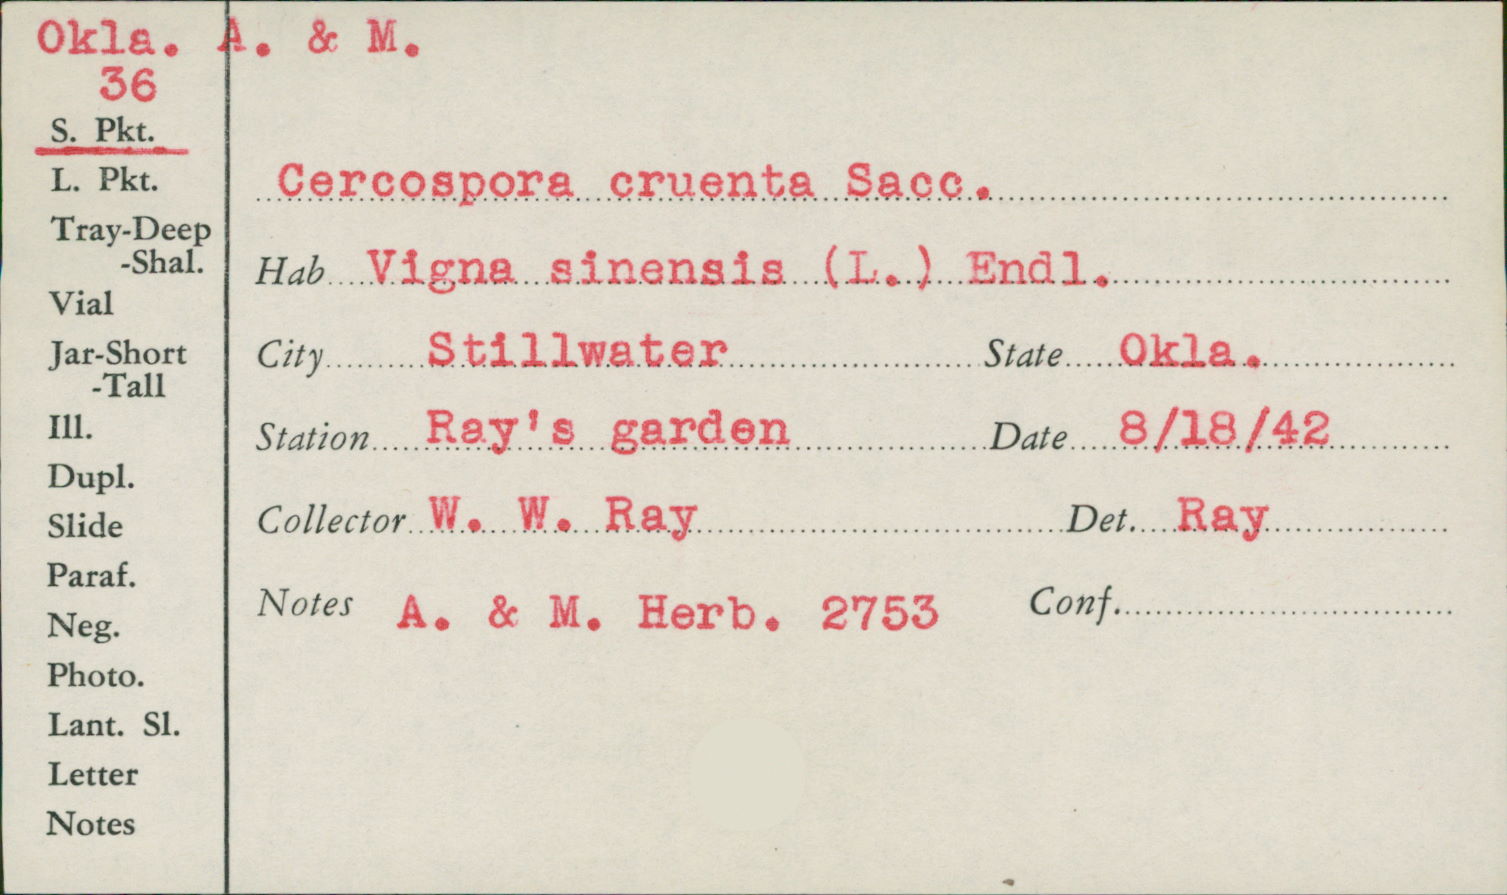 Okla. A. & M.
36
S. Pkt.
L. Pkt.
Tray-Deep
-Shal.
Vial
Jar-Short
-Tall
Ill.
Dupl.
Slide
Paraf.
Neg.
Photo.
Lant. Sl.
Letter
Notes
Cercospora cruenta Sacc.
Hab Vigna sinensis (L.) Endl.
City Stillwater State Okla.
Station Ray's garden Date 8/18/42
Collector W. W. Ray Det. Ray
Notes A. & M. Herb. 2753 Conf.